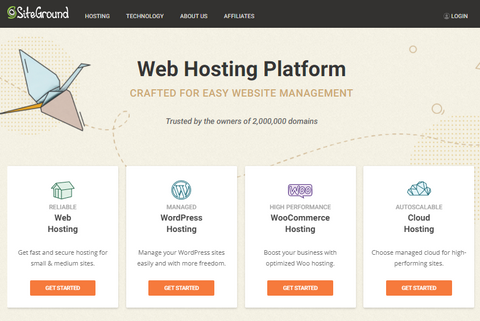 SiteGround HOSTING TECHNOLOGY ABOUT US AFFILIATES LOGIN
Web Hosting Platform
CRAFTED FOR EASY WEBSITE MANAGEMENT
Trusted by the owners of 2,000,000 domains
RELIABLE
Web
Hosting
Get fast and secure hosting for
small & medium sites.
GET STARTED
MANAGED
WordPress
Hosting
Manage your WordPress sites
easily and with more freedom.
GET STARTED
WOO
HIGH PERFORMANCE
WooCommerce
Hosting
Boost your business with
optimized Woo hosting.
GET STARTED
AUTOSCALABLE
Cloud
Hosting
Choose managed cloud for high-
performing sites.
GET STARTED